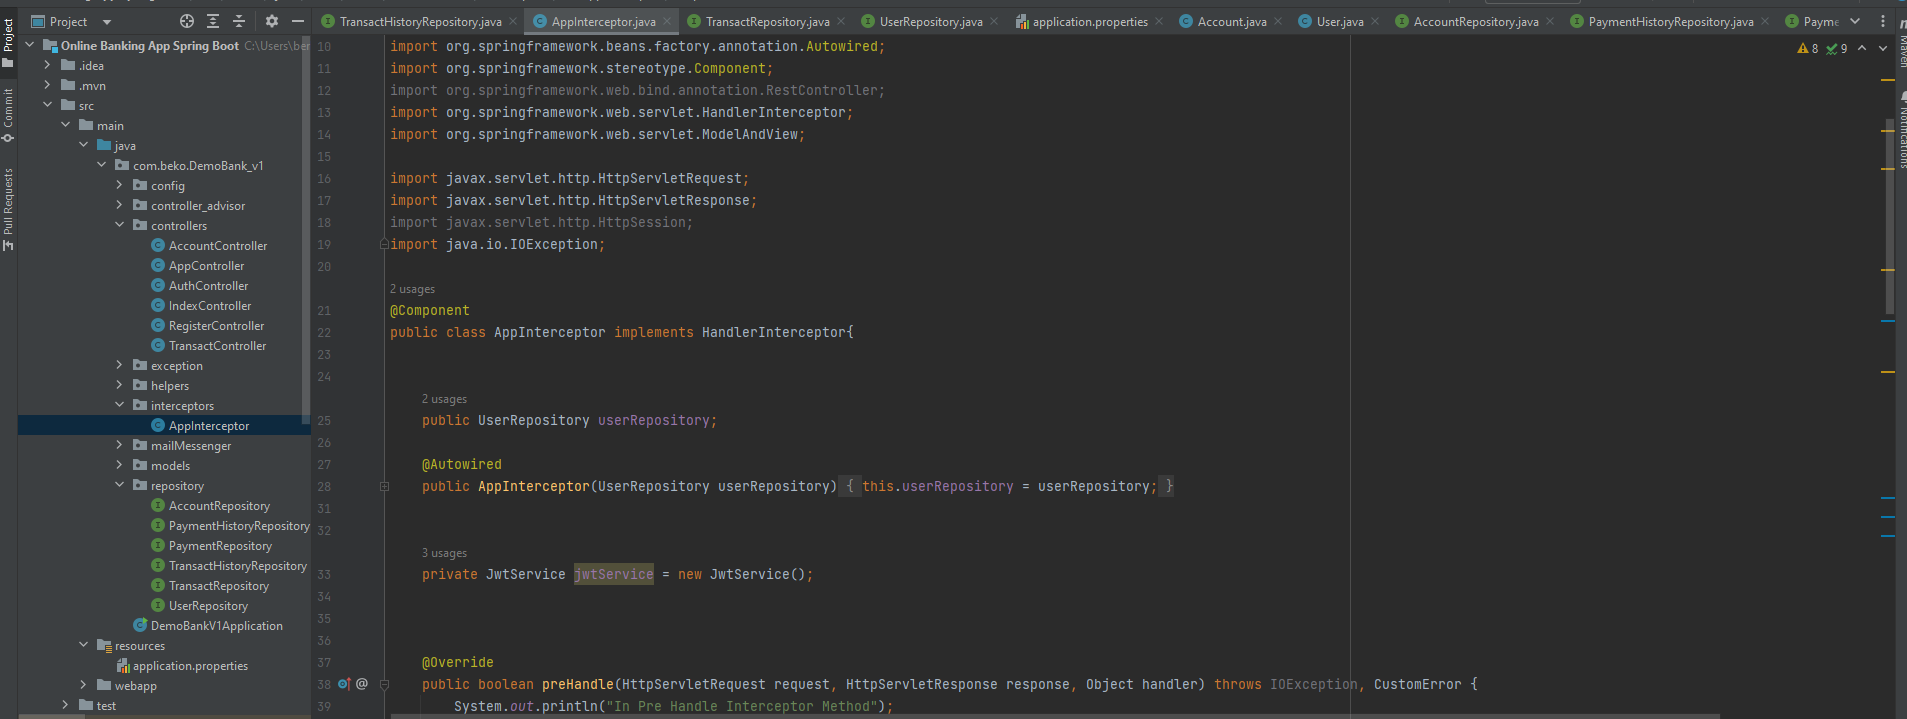 Project
TransactHistoryRepository.java
AppInterceptor.java
TransactRepository.java
UserRepository.java
application.properties
Account.java
User.java
AccountRepository.java
PaymentHistoryRepository.java
Payme
Project
Commit
Pull Requests
Online Banking App Spring Boot C:\Users\ber
.idea
.mvn
src
main
java
com.beko.DemoBank_v1
config
controller_advisor
controllers
AccountController
AppController
AuthController
IndexController
RegisterController
TransactController
exception
helpers
interceptors
AppInterceptor
mailMessenger
models
repository
AccountRepository
PaymentHistoryRepository
PaymentRepository
TransactHistoryRepository
TransactRepository
UserRepository
DemoBankV1Application
resources
application.properties
webapp
test
10 import org.springframework.beans.factory.annotation.Autowired;
11 import org.springframework.stereotype.Component;
12 import org.springframework.web.bind.annotation.RestController;
13 import org.springframework.web.servlet.HandlerInterceptor;
14 import org.springframework.web.servlet.ModelAndView;
15
16 import javax.servlet.http.HttpServletRequest;
17 import javax.servlet.http.HttpServletResponse;
18 import javax.servlet.http.HttpSession;
19 import java.io.IOException;
20
2 usages
21 @Component
22 public class AppInterceptor implements HandlerInterceptor{
23
24
2 usages
25 public UserRepository userRepository;
26
27 @Autowired
28 public AppInterceptor(UserRepository userRepository) { this.userRepository = userRepository; }
31
32
3 usages
33 private JwtService jwtService = new JwtService();
34
35
36
37 @Override
38 @ public boolean preHandle(HttpServletRequest request, HttpServletResponse response, Object handler) throws IOException, CustomError {
39 System.out.println("In Pre Handle Interceptor Method");
8 9
Maven
Notifications